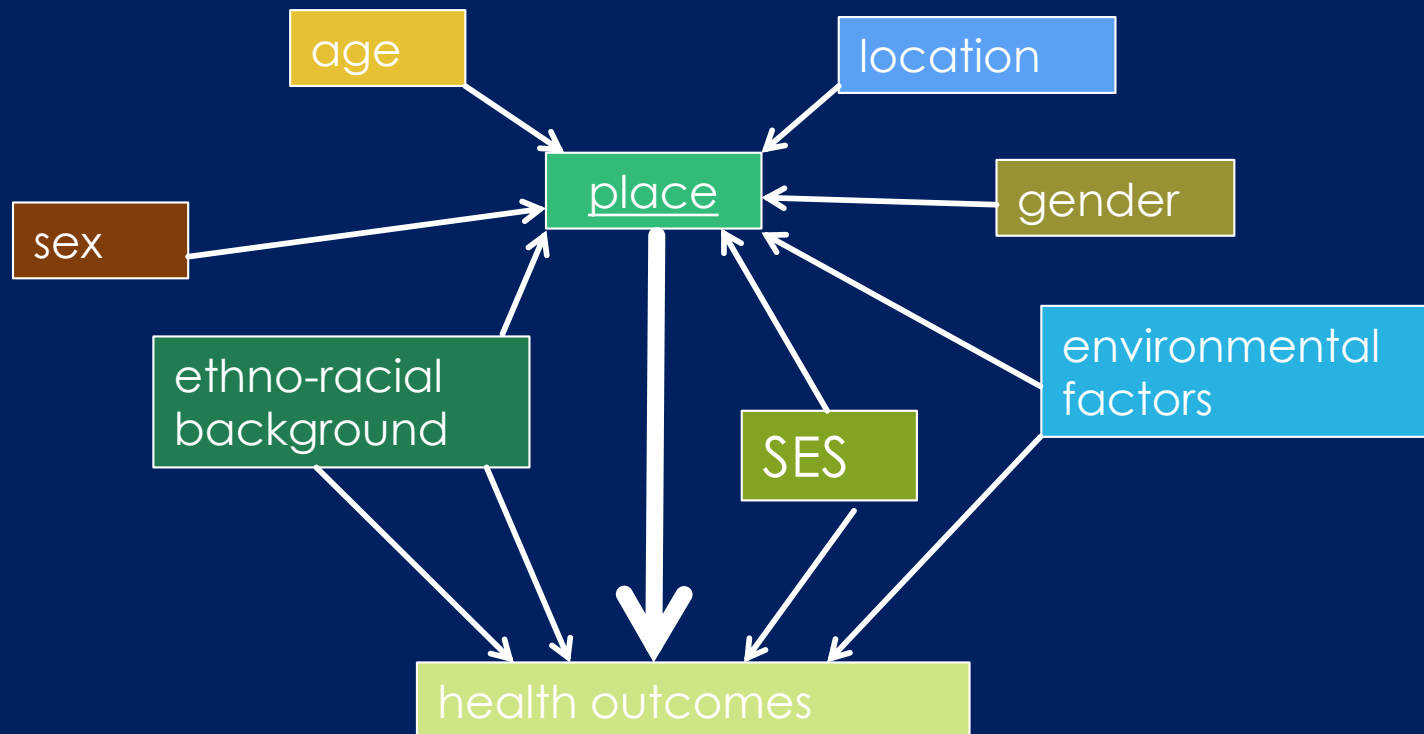 age
location
place
gender
sex
environmental
factors
ethno-racial
background
SES
health outcomes